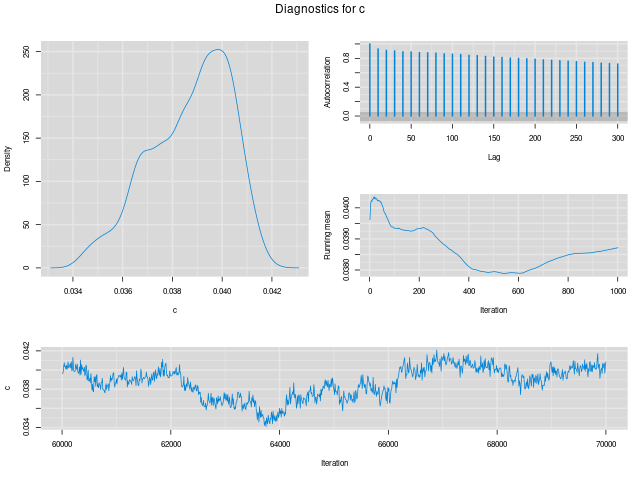 Diagnostics for c
Density
0 50 100 150 200 250
0.034 0.036 0.038 0.040 0.042
c
Autocorrelation
0.0 0.4 0.8
0 50 100 150 200 250 300
Lag
Running mean
0.0380 0.0390 0.0400
0 200 400 600 800 1000
Iteration
c
0.034 0.038 0.042
60000 62000 64000 66000 68000 70000
Iteration